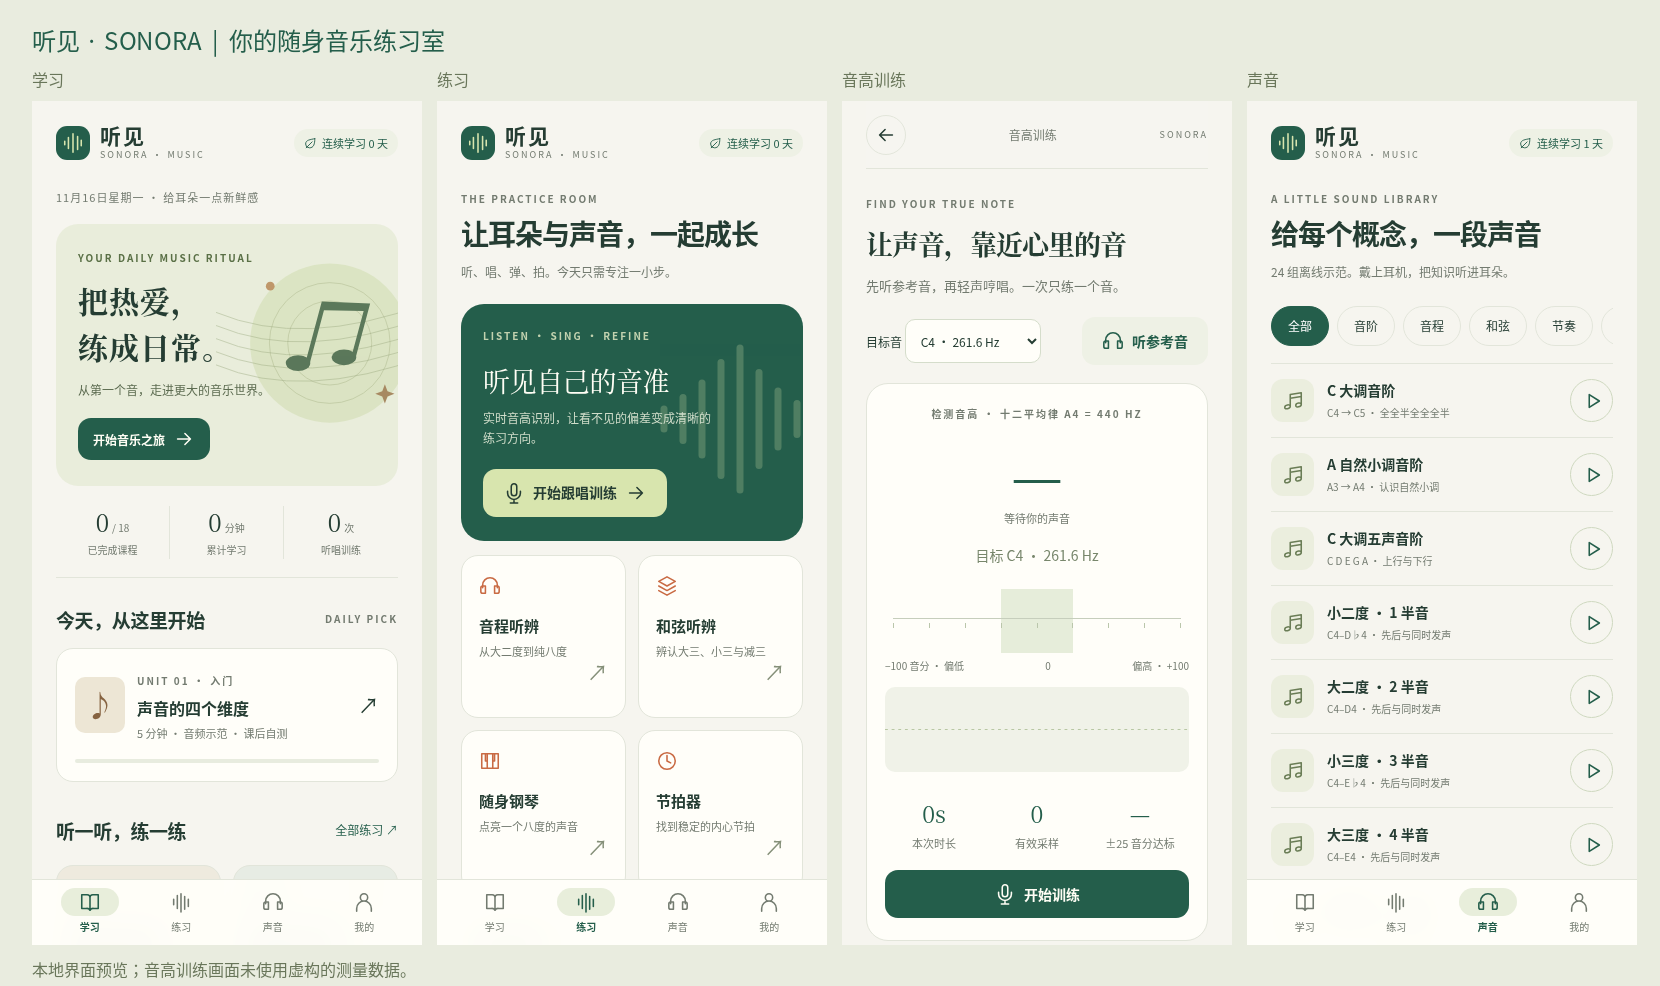 听见 · SONORA | 你的随身音乐练习室
学习
听见
SONORA · MUSIC
连续学习 0 天
11月16日星期一 · 给耳朵一点新鲜感
YOUR DAILY MUSIC RITUAL
把热爱，
练成日常。
从第一个音，走进更大的音乐世界。
开始音乐之旅
0 / 18
已完成课程
0 分钟
累计学习
0 次
听唱训练
今天，从这里开始
DAILY PICK
UNIT 01 · 入门
声音的四个维度
5 分钟 · 音频示范 · 课后自测
听一听，练一练
全部练习 ↗
学习
练习
声音
我的
练习
听见
SONORA · MUSIC
连续学习 0 天
THE PRACTICE ROOM
让耳朵与声音，一起成长
听、唱、弹、拍。今天只需专注一小步。
LISTEN · SING · REFINE
听见自己的音准
实时音高识别，让看不见的偏差变成清晰的
练习方向。
开始跟唱训练
音程听辨
从大二度到纯八度
和弦听辨
辨认大三、小三与减三
随身钢琴
点亮一个八度的声音
节拍器
找到稳定的内心节拍
学习
练习
声音
我的
音高训练
音高训练
SONORA
FIND YOUR TRUE NOTE
让声音，靠近心里的音
先听参考音，再轻声哼唱。一次只练一个音。
目标音
C4 · 261.6 Hz
听参考音
检测音高 · 十二平均律 A4 = 440 HZ
—
等待你的声音
目标 C4 · 261.6 Hz
−100 音分 · 偏低
0
偏高 · +100
0s
本次时长
0
有效采样
—
±25 音分达标
开始训练
声音
听见
SONORA · MUSIC
连续学习 1 天
A LITTLE SOUND LIBRARY
给每个概念，一段声音
24 组离线示范。戴上耳机，把知识听进耳朵。
全部
音阶
音程
和弦
节奏
C 大调音阶
C4 → C5 · 全全半全全全半
A 自然小调音阶
A3 → A4 · 认识自然小调
C 大调五声音阶
C D E G A · 上行与下行
小二度 · 1 半音
C4–D♭4 · 先后与同时发声
大二度 · 2 半音
C4–D4 · 先后与同时发声
小三度 · 3 半音
C4–E♭4 · 先后与同时发声
大三度 · 4 半音
C4–E4 · 先后与同时发声
学习
练习
声音
我的
本地界面预览；音高训练画面未使用虚构的测量数据。